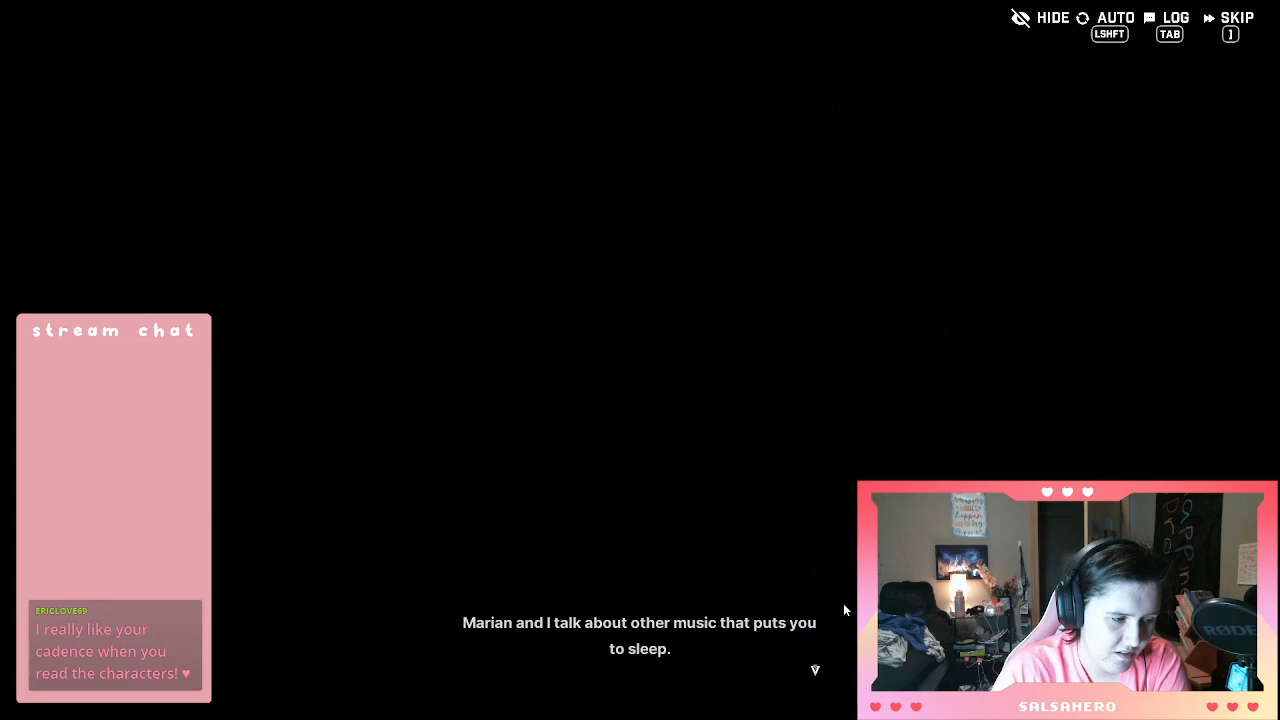 HIDE AUTO LOG SKIP
LSHFT TAB ]
stream chat
ERICLOVE69
I really like your
cadence when you
read the characters! ♥
Marian and I talk about other music that puts you
to sleep.
RØDE
SALSAHERO